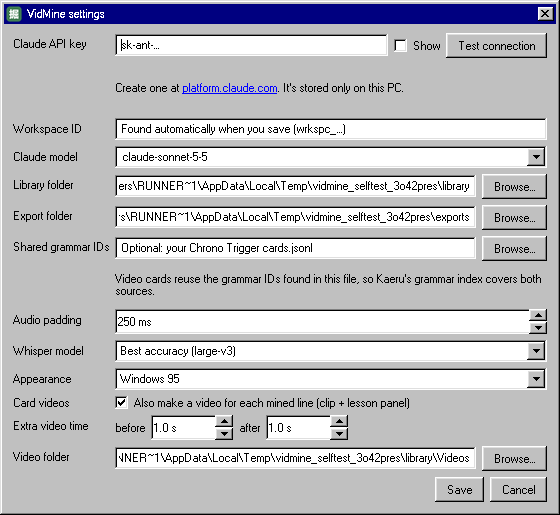 VidMine settings
Claude API key
sk-ant-...
Show
Test connection
Create one at platform.claude.com. It's stored only on this PC.
Workspace ID
Found automatically when you save (wrkspc_...)
Claude model
claude-sonnet-5-5
Library folder
ers\RUNNER~1\AppData\Local\Temp\vidmine_selftest_3o42pres\library
Browse...
Export folder
s\RUNNER~1\AppData\Local\Temp\vidmine_selftest_3o42pres\exports
Browse...
Shared grammar IDs
Optional: your Chrono Trigger cards.jsonl
Browse...
Video cards reuse the grammar IDs found in this file, so Kaeru's grammar index covers both
sources.
Audio padding
250 ms
Whisper model
Best accuracy (large-v3)
Appearance
Windows 95
Card videos
Also make a video for each mined line (clip + lesson panel)
Extra video time
before
1.0 s
after
1.0 s
Video folder
NNER~1\AppData\Local\Temp\vidmine_selftest_3o42pres\library\Videos
Browse...
Save
Cancel